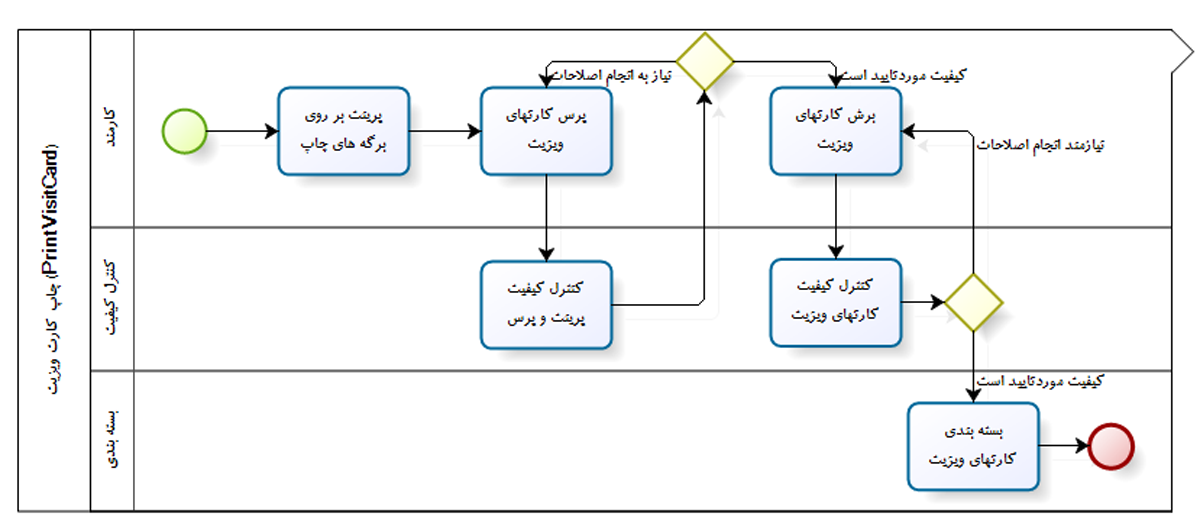 چاپ کارت ویزیت (PrintVisitCard)
کارمند
پرینت بر روی
برگه های چاپ
پرس کارتهای
ویزیت
نیاز به انجام اصلاحات
کیفیت موردتایید است
برش کارتهای
ویزیت
نیازمند انجام اصلاحات
کنترل کیفیت
کنترل کیفیت
پرینت و پرس
کنترل کیفیت
کارتهای ویزیت
کیفیت موردتایید است
بسته بندی
بسته بندی
کارتهای ویزیت